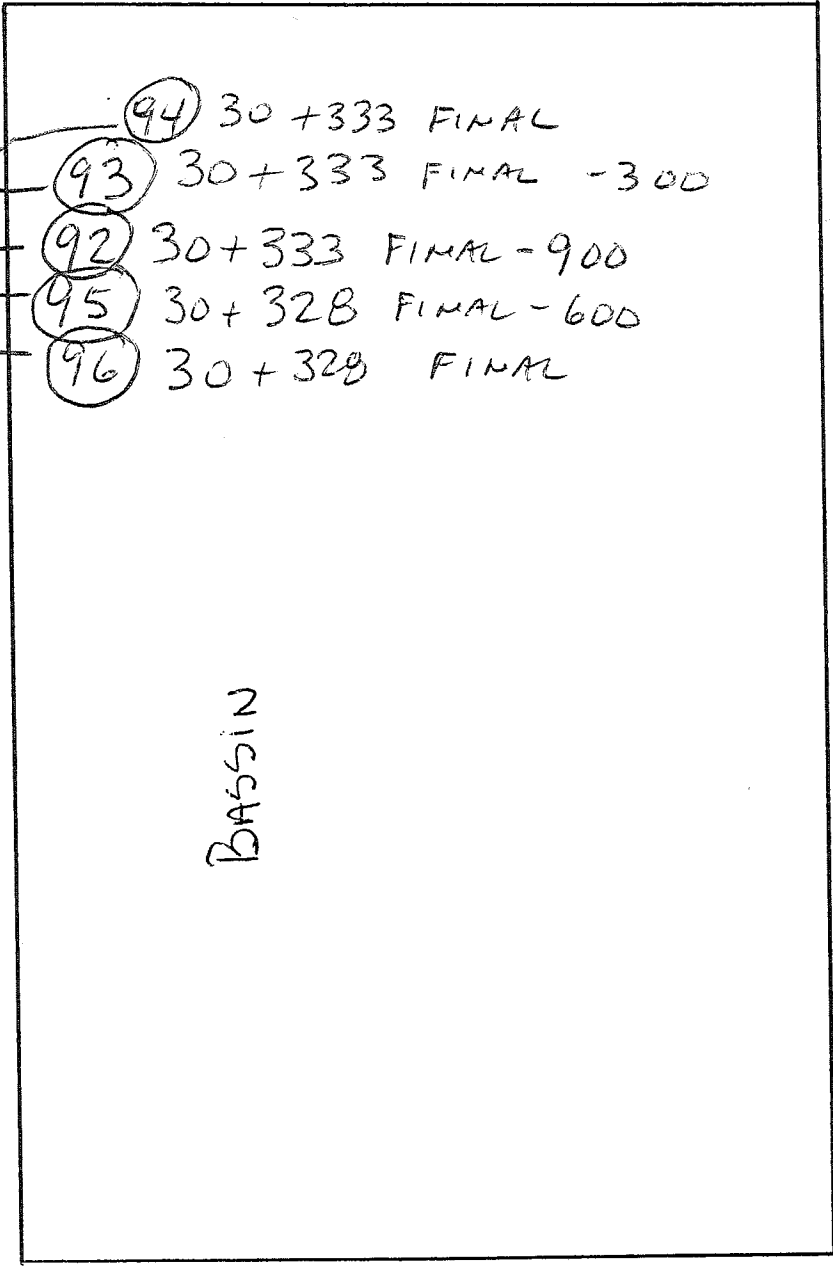 94 30 +333 FINAL
93 30+333 FINAL -300
92 30+333 FINAL-900
95 30+328 FINAL-600
96 30+328 FINAL
BASSIN